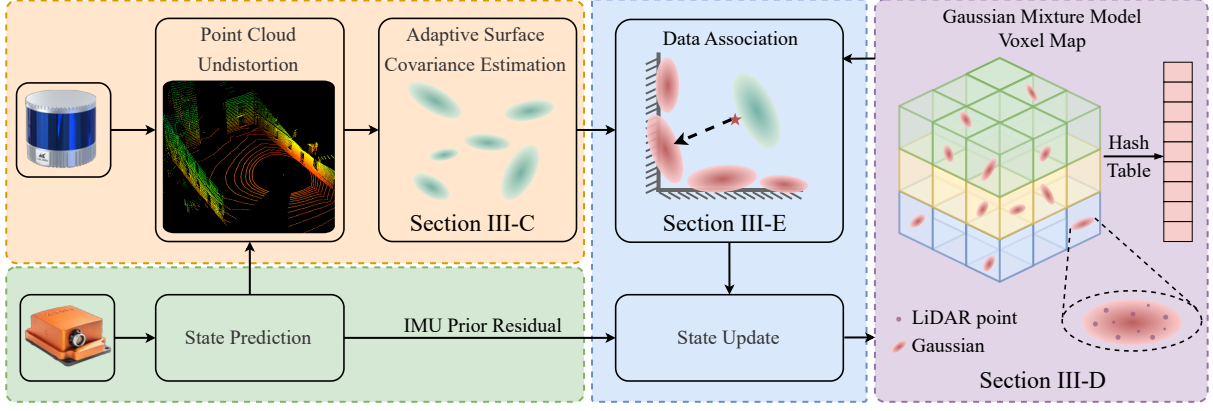 Point Cloud
Undistortion
Adaptive Surface
Covariance Estimation
Section III-C
Data Association
Section III-E
Gaussian Mixture Model
Voxel Map
Hash
Table
LiDAR point
Gaussian
Section III-D
State Prediction
IMU Prior Residual
State Update